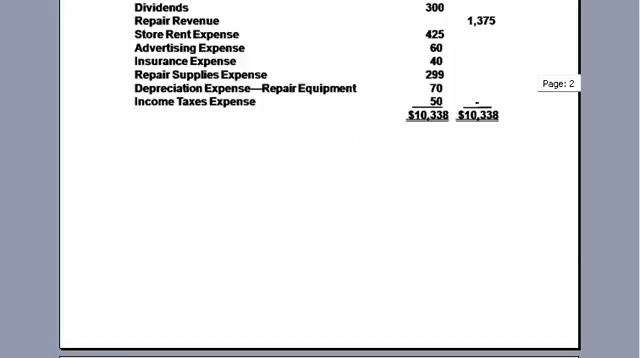 Dividends 300
Repair Revenue 1,375
Store Rent Expense 425
Advertising Expense 60
Insurance Expense 40
Repair Supplies Expense 299
Page: 2
Depreciation Expense—Repair Equipment 70
Income Taxes Expense 50 -
$10,338 $10,338